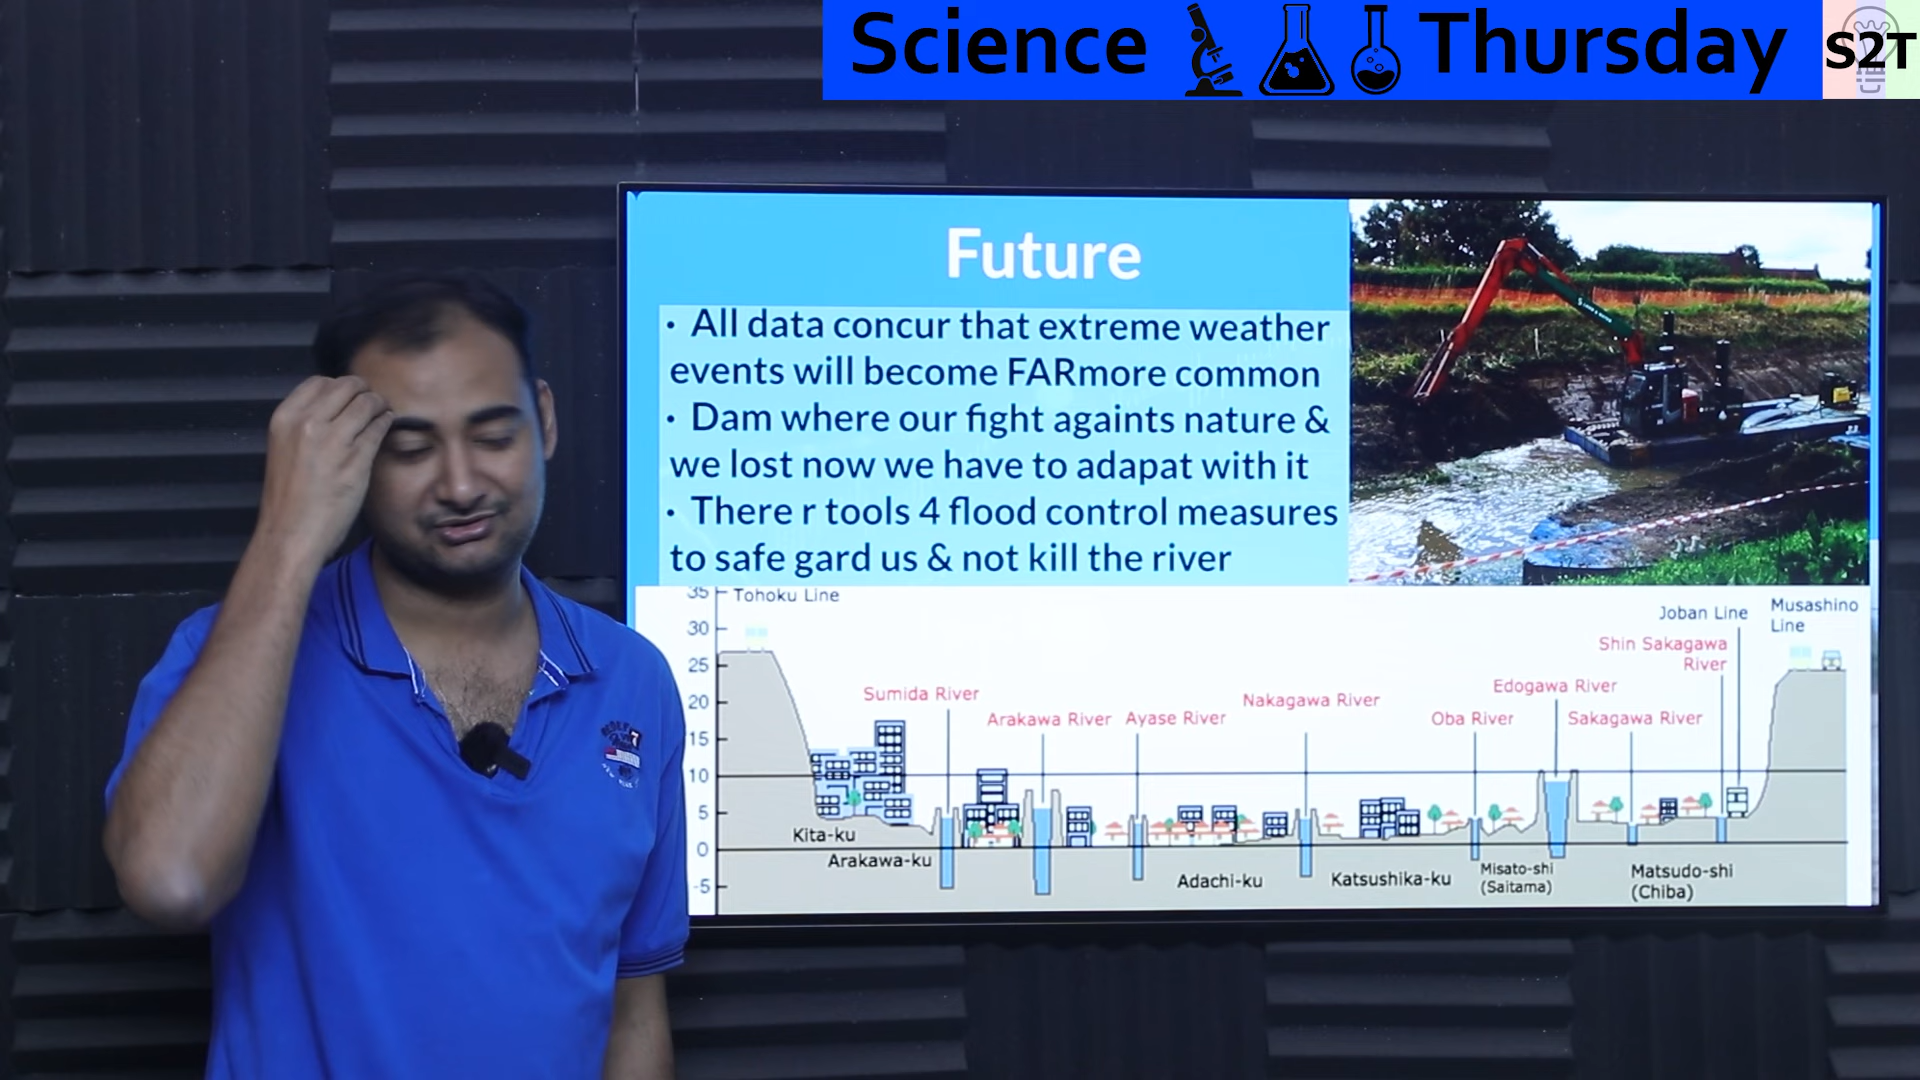 Science Thursday
S2T
Future
• All data concur that extreme weather
events will become FARmore common
• Dam where our fight againts nature &
we lost now we have to adapat with it
• There r tools 4 flood control measures
to safe gard us & not kill the river
35
Tohoku Line
30
25
20
15
10
5
0
-5
Joban Line
Musashino
Line
Shin Sakagawa
River
Sumida River
Arakawa River
Ayase River
Nakagawa River
Oba River
Edogawa River
Sakagawa River
Kita-ku
Arakawa-ku
Adachi-ku
Katsushika-ku
Misato-shi
(Saitama)
Matsudo-shi
(Chiba)
7